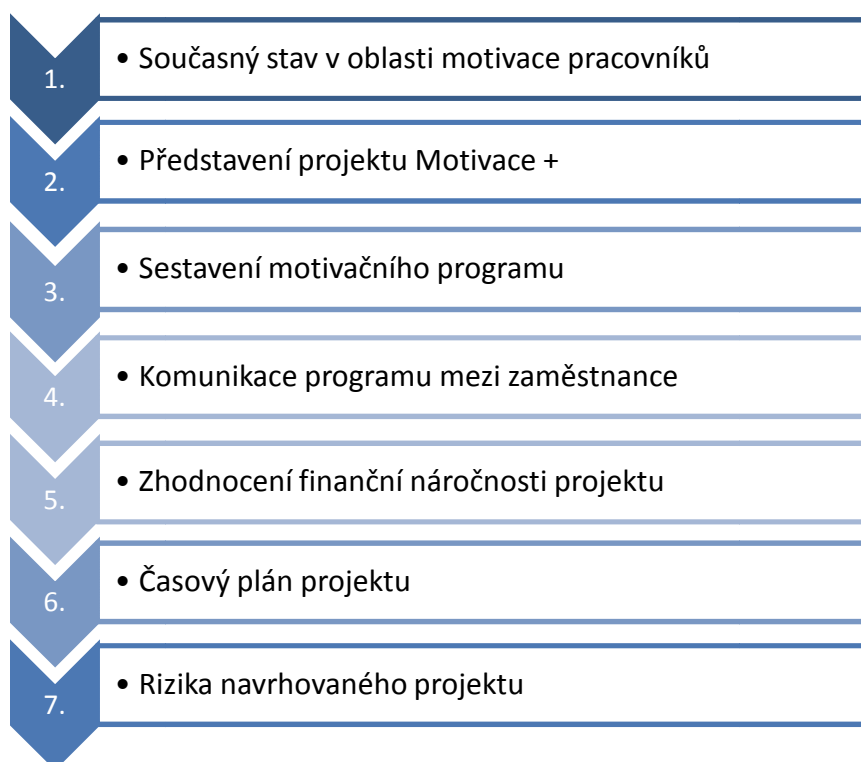 1.
• Současný stav v oblasti motivace pracovníků
2.
• Představení projektu Motivace +
3.
• Sestavení motivačního programu
4.
• Komunikace programu mezi zaměstnance
5.
• Zhodnocení finanční náročnosti projektu
6.
• Časový plán projektu
7.
• Rizika navrhovaného projektu